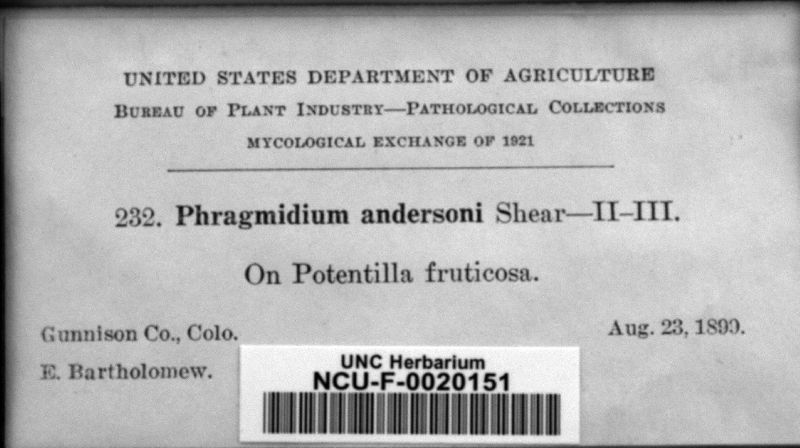 UNITED STATES DEPARTMENT OF AGRICULTURE
BUREAU OF PLANT INDUSTRY—PATHOLOGICAL COLLECTIONS
MYCOLOGICAL EXCHANGE OF 1921
232. Phragmidium andersoni Shear—II–III.
On Potentilla fruticosa.
Gunnison Co., Colo.
Aug. 23, 1899.
E. Bartholomew.
UNC Herbarium
NCU-F-0020151